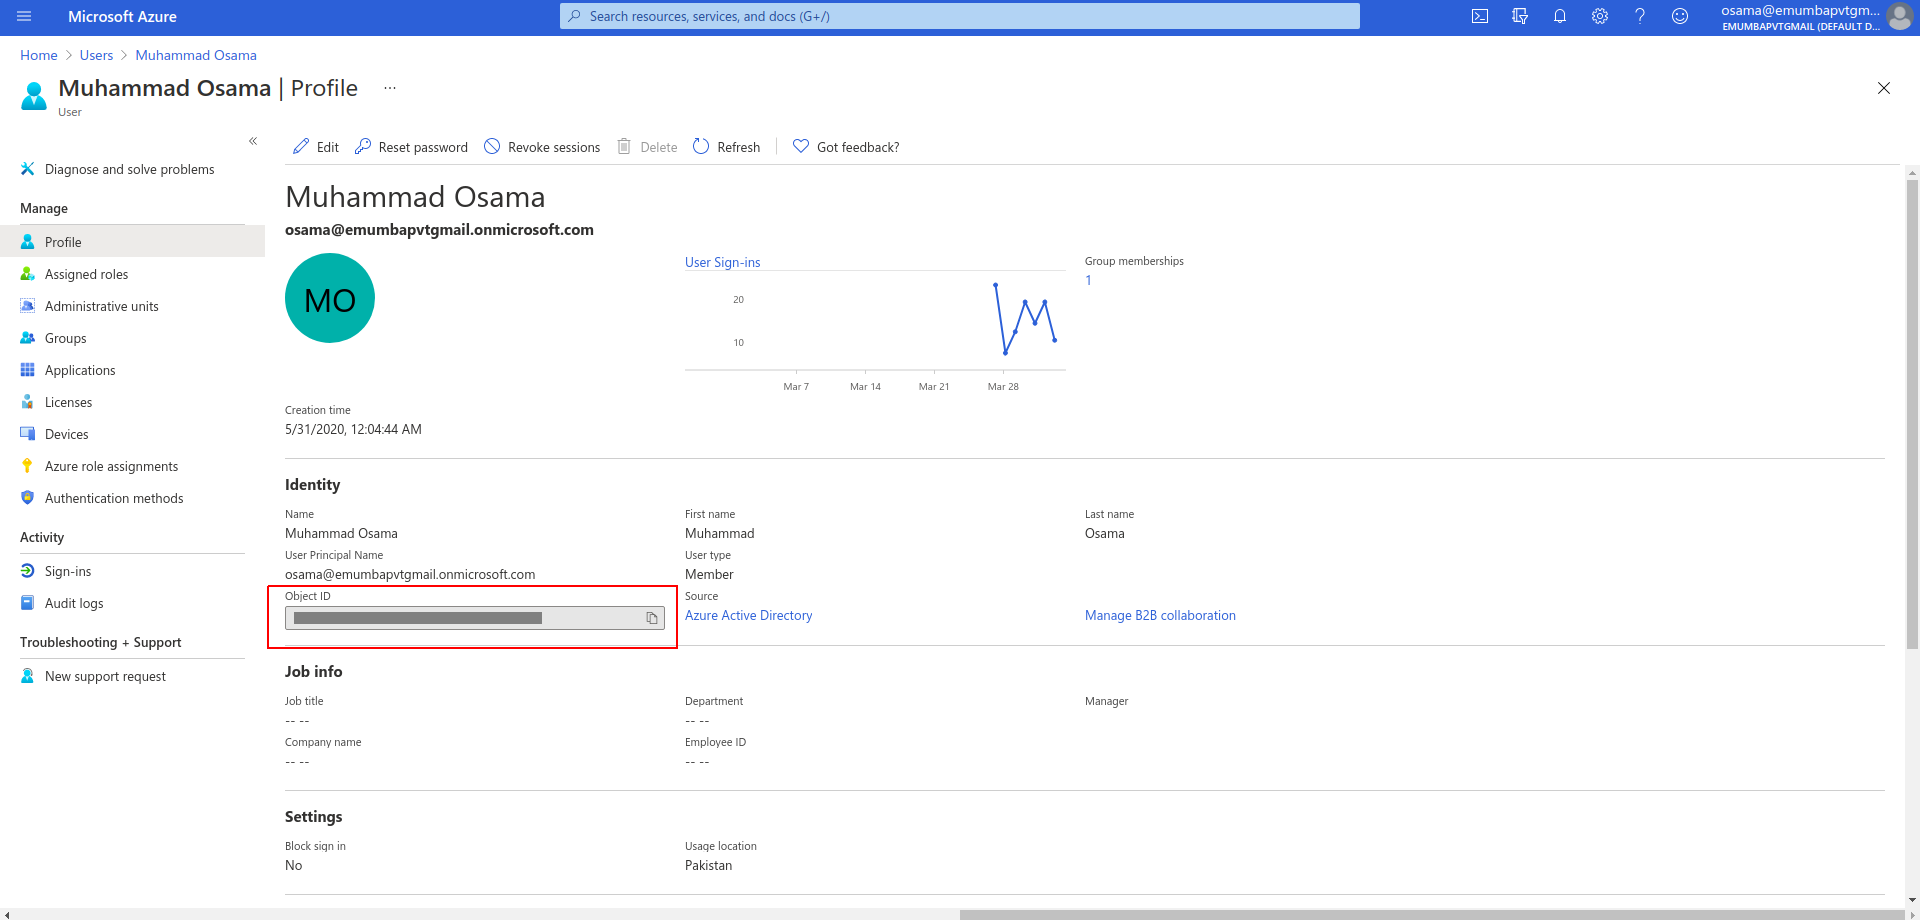 Microsoft Azure
Search resources, services, and docs (G+/)
osama@emumbapvtgm...
EMUMBAPVTGMAIL (DEFAULT D...
Home > Users > Muhammad Osama
Muhammad Osama | Profile ...
User
«
Edit
Reset password
Revoke sessions
Delete
Refresh
Got feedback?
Diagnose and solve problems
Manage
Profile
Assigned roles
Administrative units
Groups
Applications
Licenses
Devices
Azure role assignments
Authentication methods
Activity
Sign-ins
Audit logs
Troubleshooting + Support
New support request
Muhammad Osama
osama@emumbapvtgmail.onmicrosoft.com
MO
User Sign-ins
20
10
Mar 7 Mar 14 Mar 21 Mar 28
Group memberships
1
Creation time
5/31/2020, 12:04:44 AM
Identity
Name
Muhammad Osama
First name
Muhammad
Last name
Osama
User Principal Name
osama@emumbapvtgmail.onmicrosoft.com
User type
Member
Object ID
Source
Azure Active Directory
Manage B2B collaboration
Job info
Job title
-- --
Department
-- --
Manager
Company name
-- --
Employee ID
-- --
Settings
Block sign in
No
Usage location
Pakistan